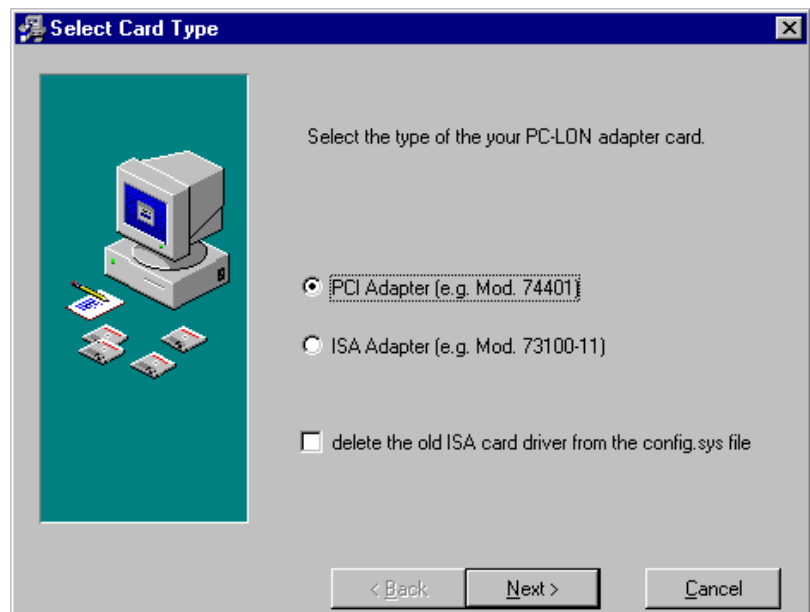 Select Card Type
Select the type of the your PC-LON adapter card.
PCI Adapter (e.g. Mod. 74401)
ISA Adapter (e.g. Mod. 73100-11)
delete the old ISA card driver from the config.sys file
< Back
Next >
Cancel